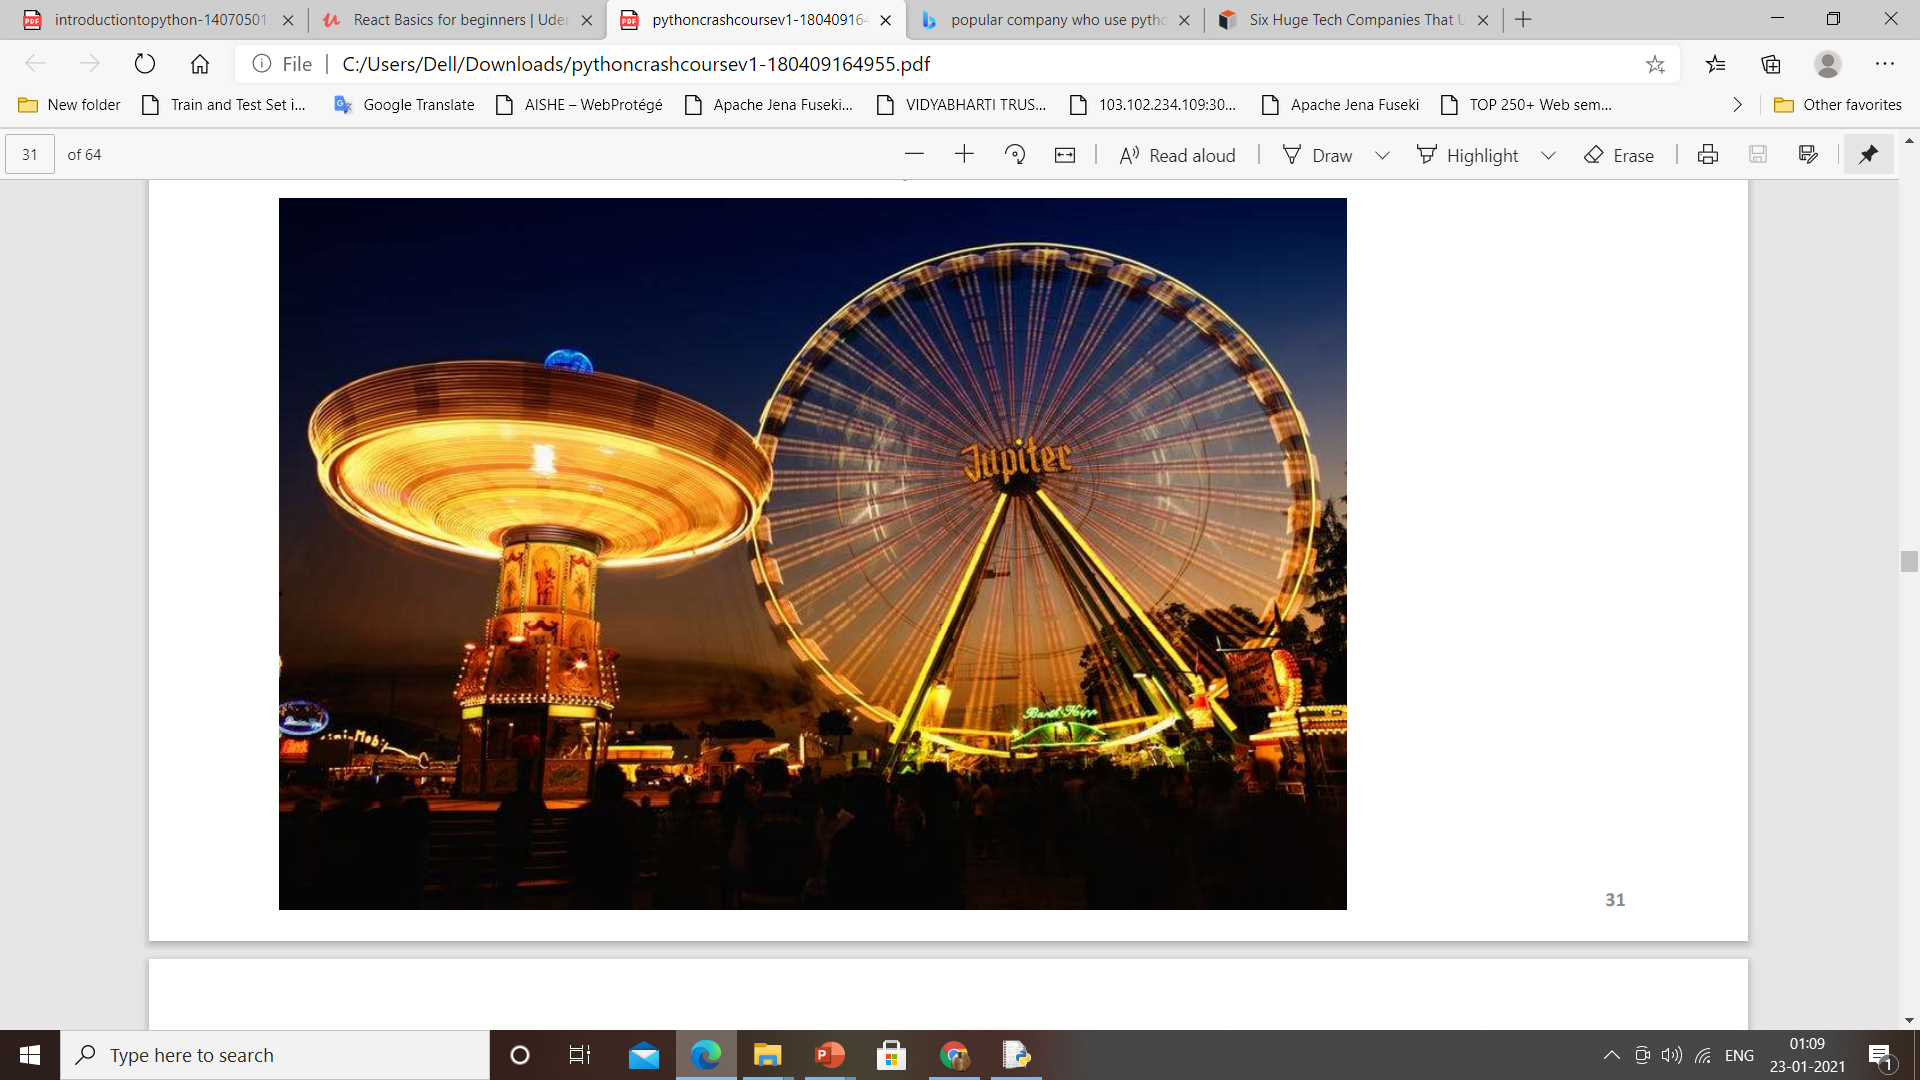 introductiontopython-14070501
React Basics for beginners | Uder
pythoncrashcoursev1-180409164
popular company who use pytho
Six Huge Tech Companies That U
File
C:/Users/Dell/Downloads/pythoncrashcoursev1-180409164955.pdf
New folder
Train and Test Set i...
Google Translate
AISHE – WebProtégé
Apache Jena Fuseki...
VIDYABHARTI TRUS...
103.102.234.109:30...
Apache Jena Fuseki
TOP 250+ Web sem...
Other favorites
31 of 64
Read aloud
Draw
Highlight
Erase
Jupiter
31
Type here to search
ENG
01:09
23-01-2021
1